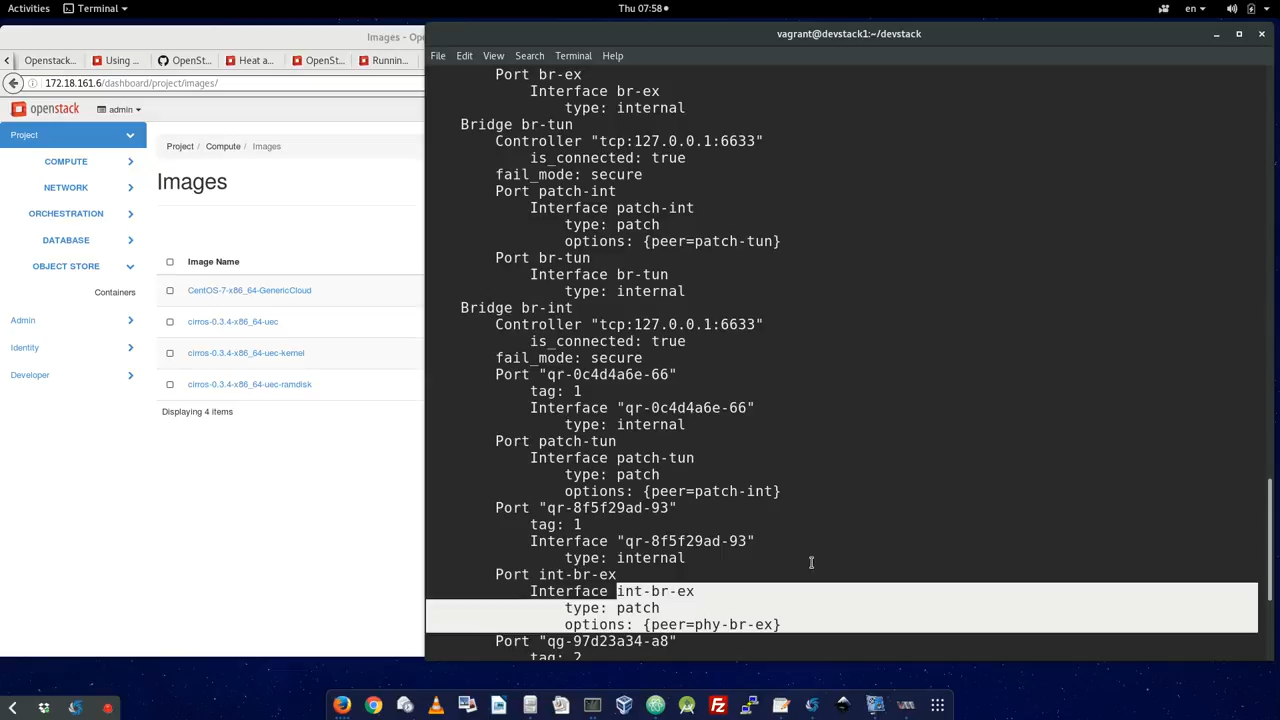 Activities
Terminal
Thu 07:58
en
Images - Ope
vagrant@devstack1:~/devstack
Openstack...
Using ...
OpenSt...
Heat a...
OpenSt...
Runnin...
File Edit View Search Terminal Help
172.18.161.6/dashboard/project/images/
openstack
admin
Project
COMPUTE
NETWORK
ORCHESTRATION
DATABASE
OBJECT STORE
Containers
Admin
Identity
Developer
Project / Compute / Images
Images
Image Name
CentOS-7-x86_64-GenericCloud
cirros-0.3.4-x86_64-uec
cirros-0.3.4-x86_64-uec-kernel
cirros-0.3.4-x86_64-uec-ramdisk
Displaying 4 items
Port br-ex
Interface br-ex
type: internal
Bridge br-tun
Controller "tcp:127.0.0.1:6633"
is_connected: true
fail_mode: secure
Port patch-int
Interface patch-int
type: patch
options: {peer=patch-tun}
Port br-tun
Interface br-tun
type: internal
Bridge br-int
Controller "tcp:127.0.0.1:6633"
is_connected: true
fail_mode: secure
Port "qr-0c4d4a6e-66"
tag: 1
Interface "qr-0c4d4a6e-66"
type: internal
Port patch-tun
Interface patch-tun
type: patch
options: {peer=patch-int}
Port "qr-8f5f29ad-93"
tag: 1
Interface "qr-8f5f29ad-93"
type: internal
Port int-br-ex
Interface int-br-ex
type: patch
options: {peer=phy-br-ex}
Port "qg-97d23a34-a8"
tag: 2